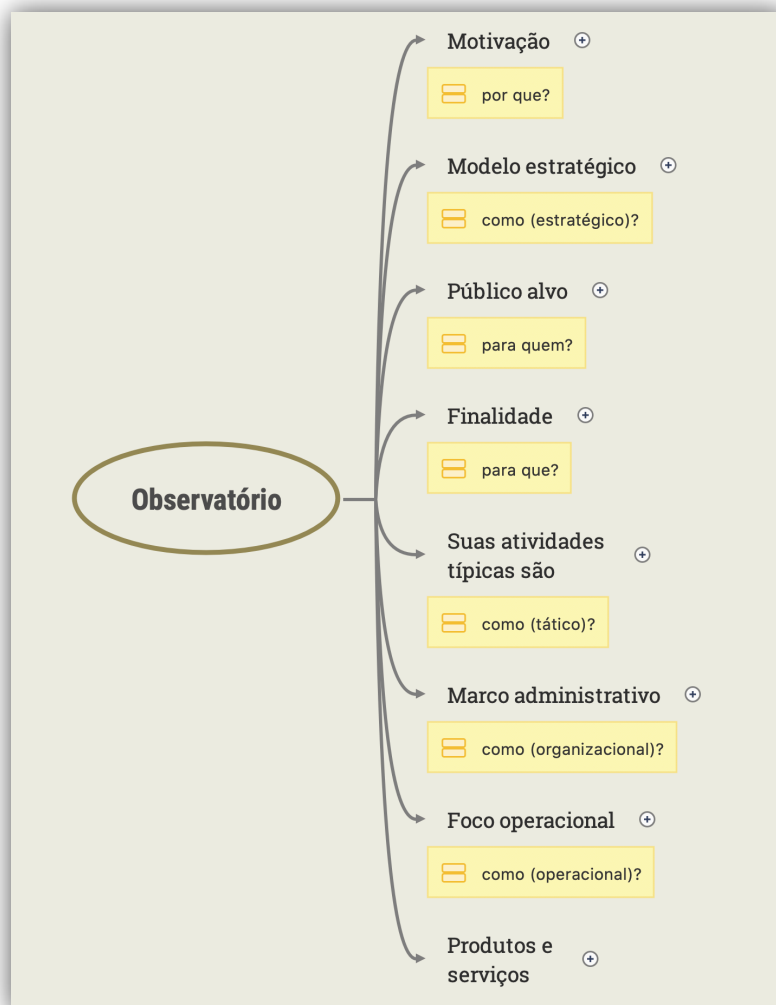 Motivação
por que?
Modelo estratégico
como (estratégico)?
Público alvo
para quem?
Finalidade
para que?
Observatório
Suas atividades
típicas são
como (tático)?
Marco administrativo
como (organizacional)?
Foco operacional
como (operacional)?
Produtos e
serviços